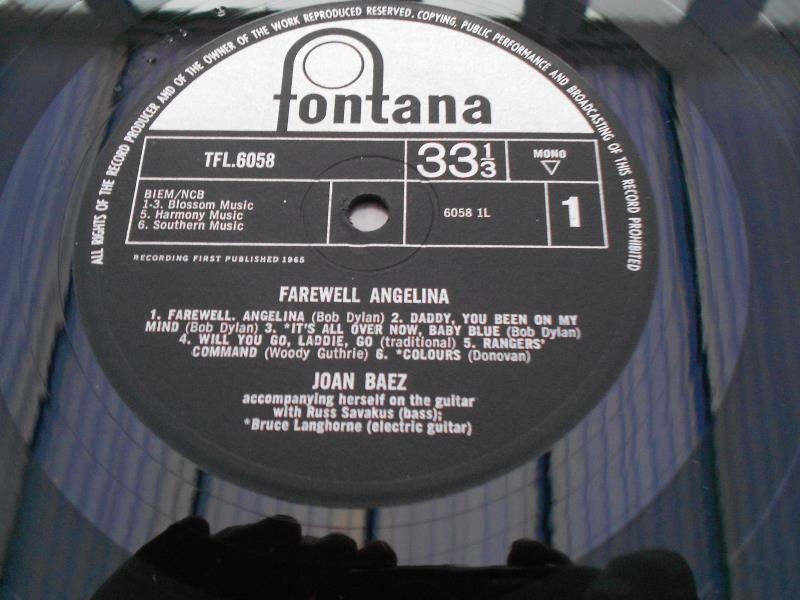 ALL RIGHTS OF THE RECORD PRODUCER AND OF THE OWNER OF THE WORK REPRODUCED RESERVED. COPYING, PUBLIC PERFORMANCE AND BROADCASTING OF THIS RECORD PROHIBITED
fontana
TFL.6058
33 1/3
MONO
BIEM/NCB
1-3. Blossom Music
5. Harmony Music
6. Southern Music
6058 1L
1
RECORDING FIRST PUBLISHED 1965
FAREWELL ANGELINA
1. FAREWELL. ANGELINA (Bob Dylan) 2. DADDY, YOU BEEN ON MY
MIND (Bob Dylan) 3. *IT'S ALL OVER NOW, BABY BLUE (Bob Dylan)
4. WILL YOU GO, LADDIE, GO (traditional) 5. RANGERS'
COMMAND (Woody Guthrie) 6. *COLOURS (Donovan)
JOAN BAEZ
accompanying herself on the guitar
with Russ Savakus (bass);
*Bruce Langhorne (electric guitar)